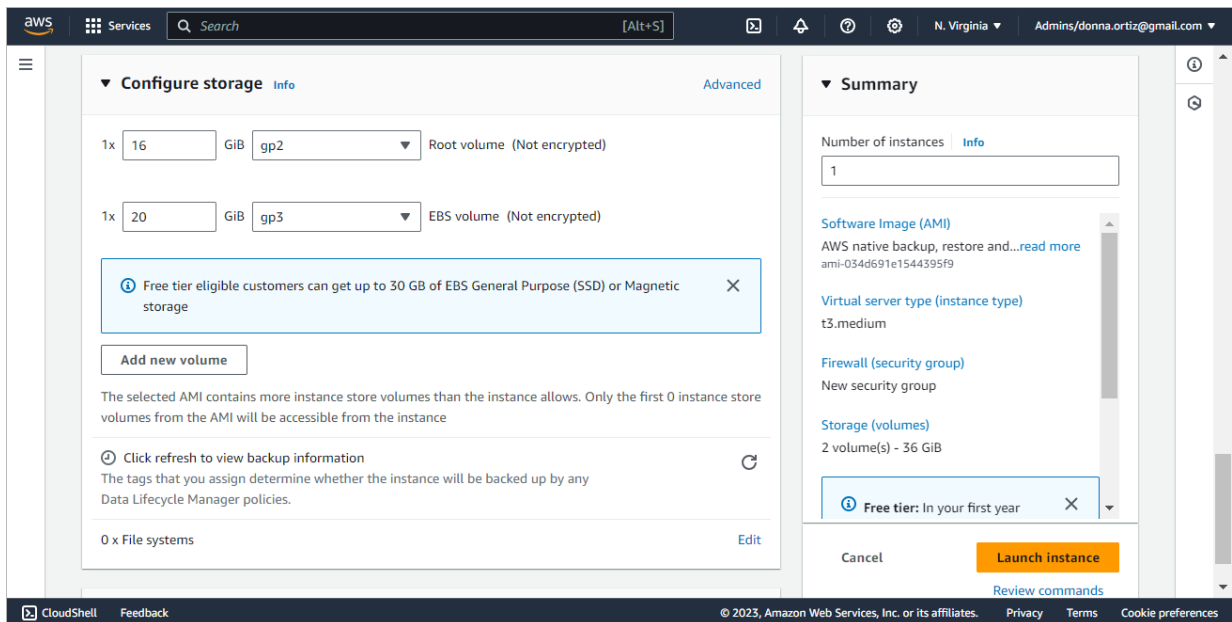 aws
Services
Search
[Alt+S]
N. Virginia
Admins/donna.ortiz@gmail.com
Configure storage Info
Advanced
1x 16 GiB gp2 Root volume (Not encrypted)
1x 20 GiB gp3 EBS volume (Not encrypted)
Free tier eligible customers can get up to 30 GB of EBS General Purpose (SSD) or Magnetic
storage
Add new volume
The selected AMI contains more instance store volumes than the instance allows. Only the first 0 instance store
volumes from the AMI will be accessible from the instance
Click refresh to view backup information
The tags that you assign determine whether the instance will be backed up by any
Data Lifecycle Manager policies.
0 x File systems
Edit
Summary
Number of instances Info
1
Software Image (AMI)
AWS native backup, restore and...read more
ami-034d691e1544395f9
Virtual server type (instance type)
t3.medium
Firewall (security group)
New security group
Storage (volumes)
2 volume(s) - 36 GiB
Free tier: In your first year
Cancel
Launch instance
Review commands
CloudShell
Feedback
© 2023, Amazon Web Services, Inc. or its affiliates.
Privacy
Terms
Cookie preferences